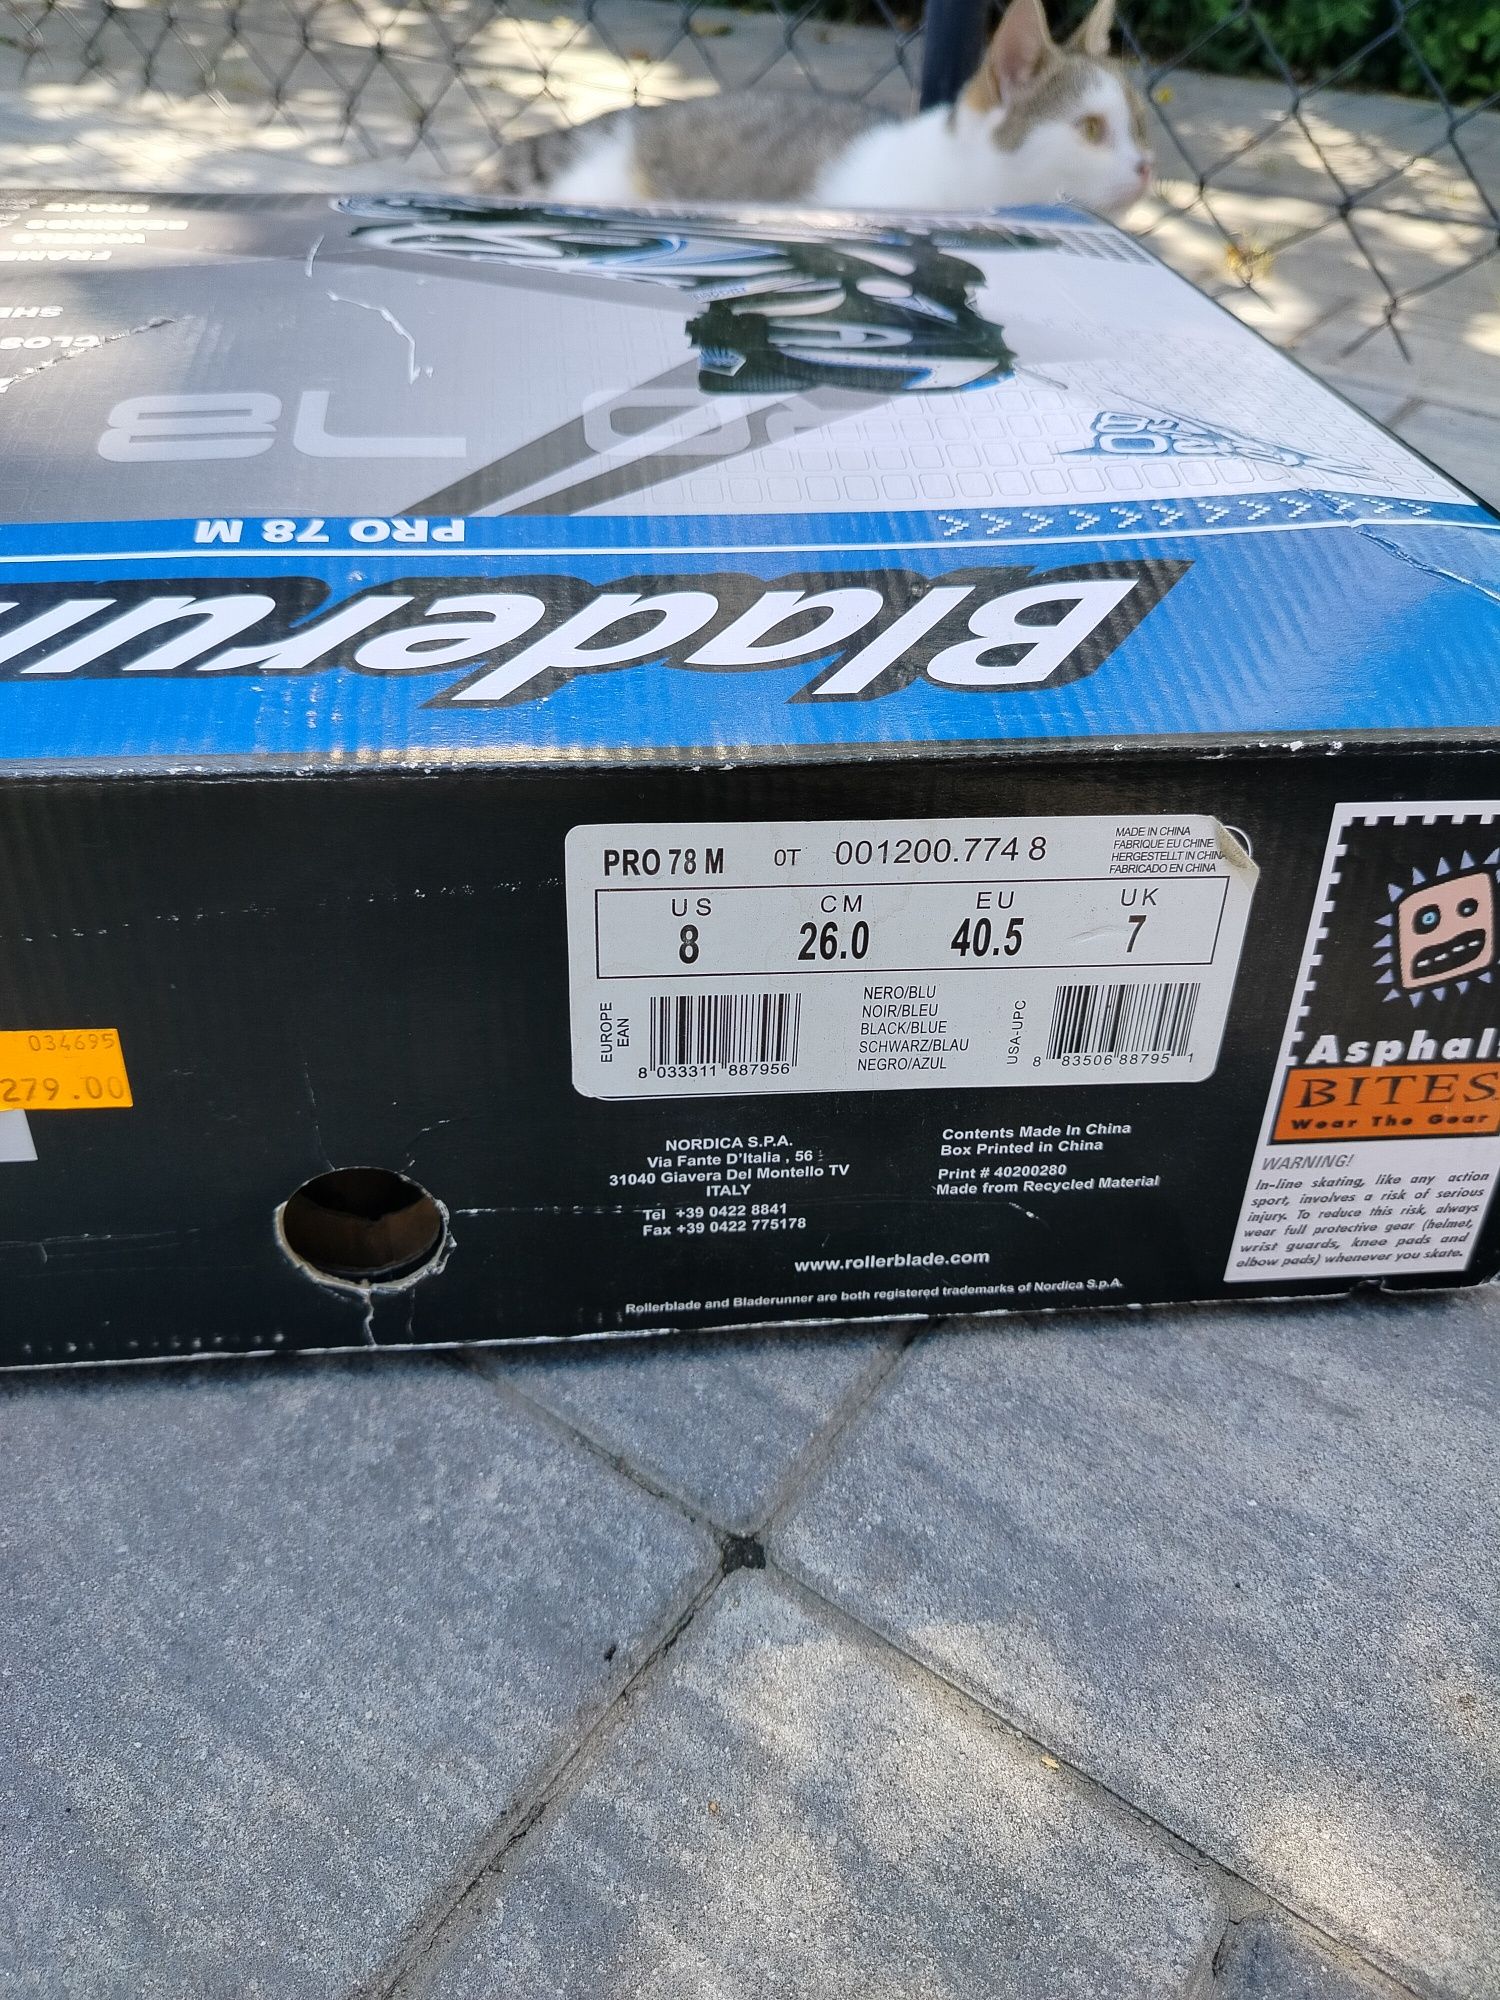 PRO 78
PRO 78 M
PRO 78 M 0T 001200.774 8
MADE IN CHINA
FABRIQUE EU CHINE
HERGESTELLT IN CHINA
FABRICADO EN CHINA
US CM EU UK
8 26.0 40.5 7
EUROPE
EAN
8 033311 887956
NERO/BLU
NOIR/BLEU
BLACK/BLUE
SCHWARZ/BLAU
NEGRO/AZUL
USA-UPC
8 83506 88795 1
034695
279.00
NORDICA S.P.A.
Via Fante D'Italia , 56
31040 Giavera Del Montello TV
ITALY
Tel +39 0422 8841
Fax +39 0422 775178
Contents Made In China
Box Printed in China
Print # 40200280
Made from Recycled Material
www.rollerblade.com
Rollerblade and Bladerunner are both registered trademarks of Nordica S.p.A.
Asphalt
BITES
Wear The Gear
WARNING!
In-line skating, like any action
sport, involves a risk of serious
injury. To reduce this risk, always
wear full protective gear (helmet,
wrist guards, knee pads and
elbow pads) whenever you skate.